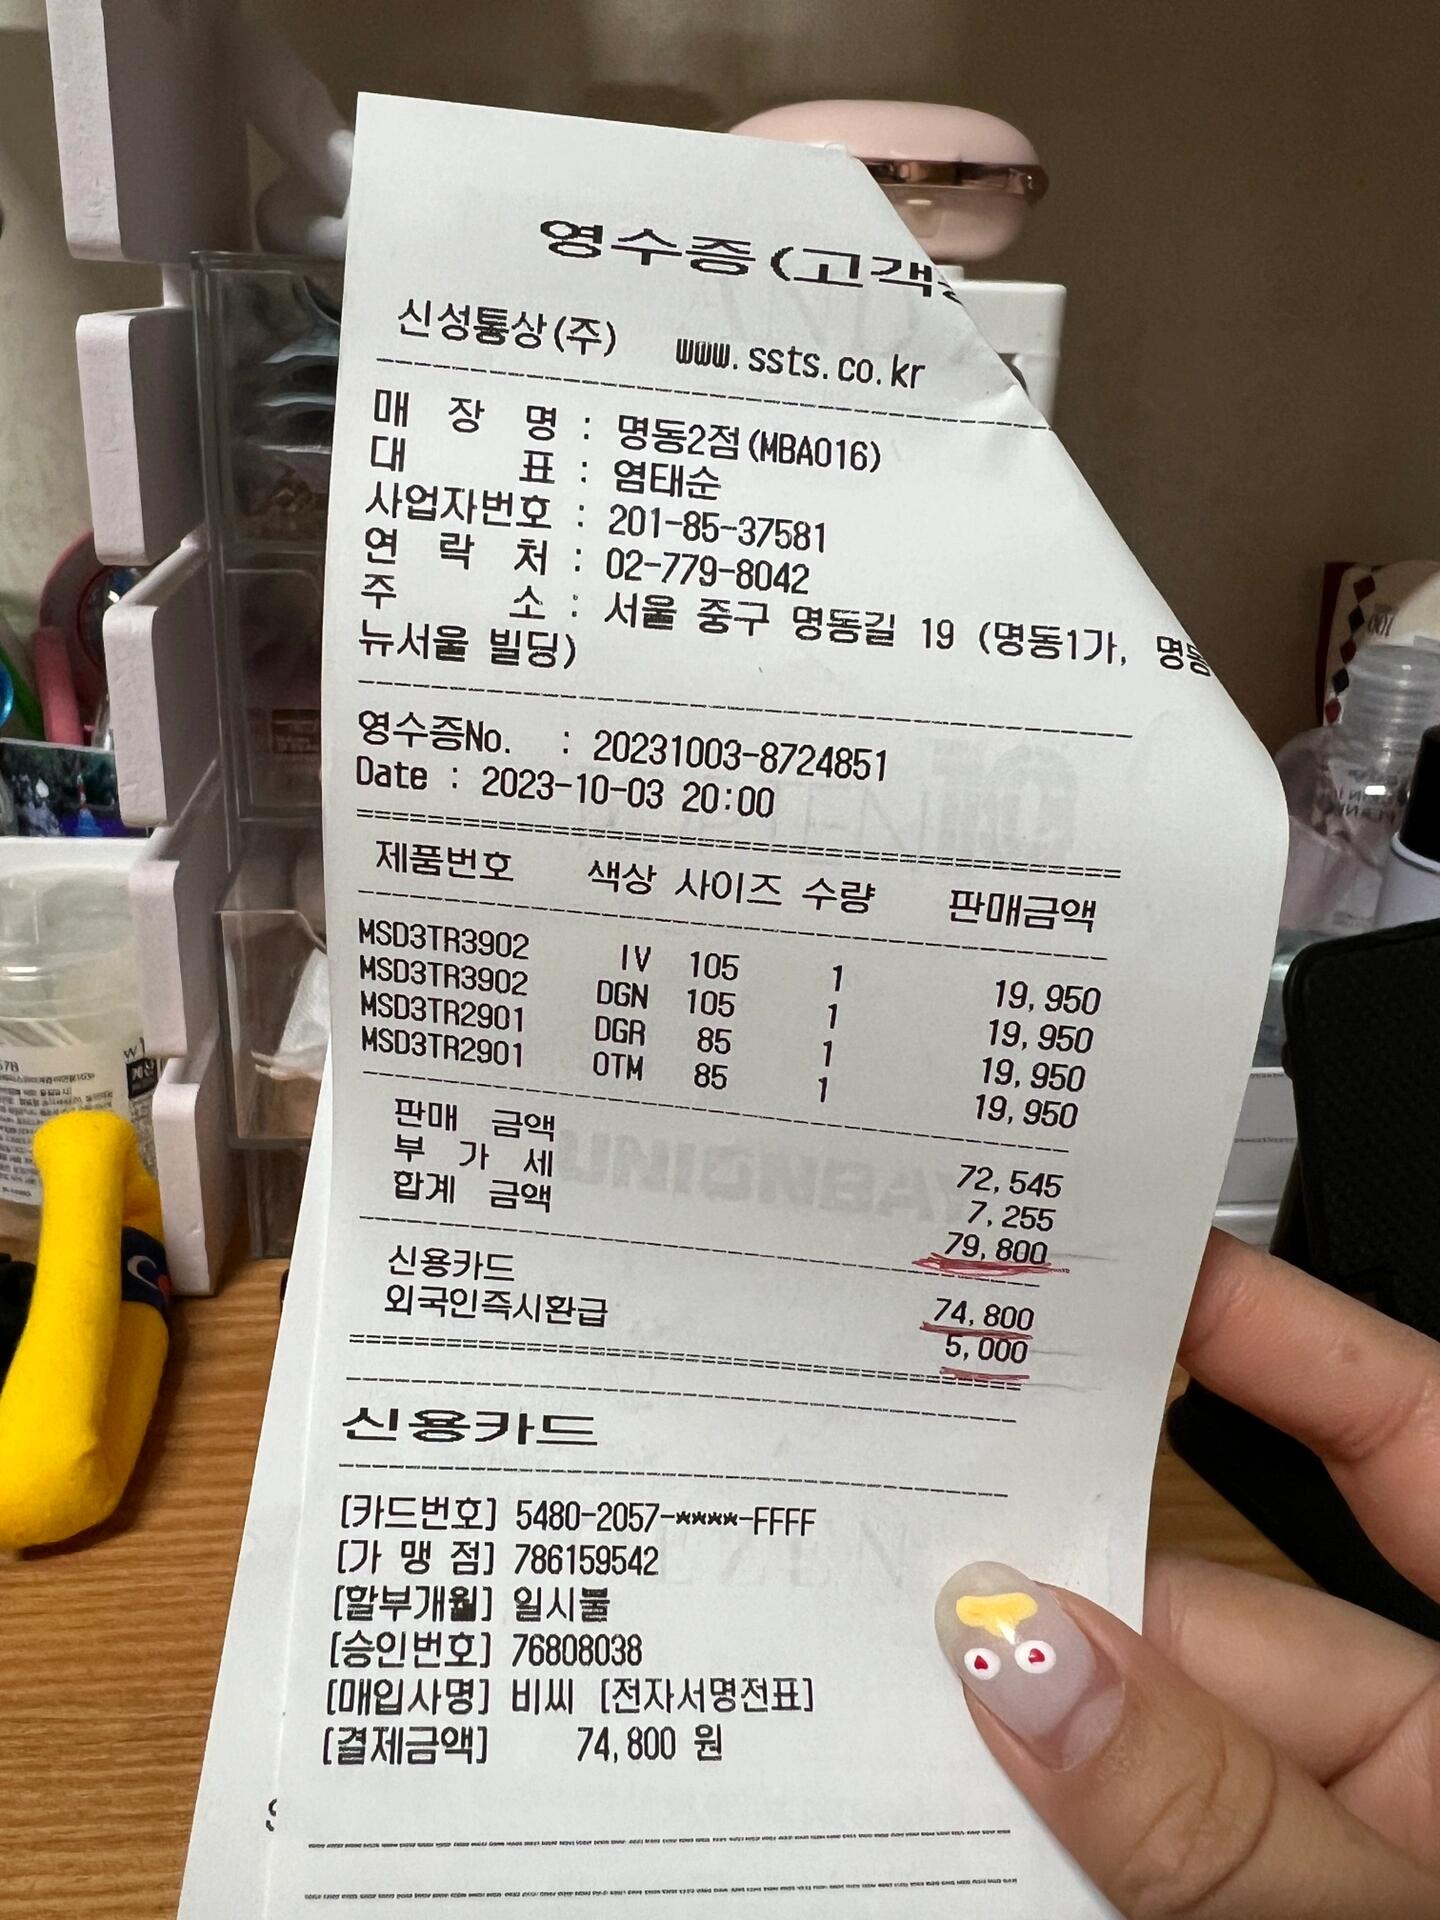 영수증(고객
신성통상(주) www.ssts.co.kr
매 장 명 : 명동2점(MBA016)
대 표 : 염태순
사업자번호 : 201-85-37581
연 락 처 : 02-779-8042
주 소 : 서울 중구 명동길 19 (명동1가, 명동
뉴서울 빌딩)
영수증No. : 20231003-8724851
Date : 2023-10-03 20:00
제품번호 색상 사이즈 수량 판매금액
MSD3TR3902 IV 105 1 19,950
MSD3TR3902 DGN 105 1 19,950
MSD3TR2901 DGR 85 1 19,950
MSD3TR2901 OTM 85 1 19,950
판매 금액 72,545
부 가 세 7,255
합계 금액 79,800
신용카드 74,800
외국인즉시환급 5,000
신용카드
[카드번호] 5480-2057-****-FFFF
[가 맹 점] 786159542
[할부개월] 일시불
[승인번호] 76808038
[매입사명] 비씨 [전자서명전표]
[결제금액] 74,800 원